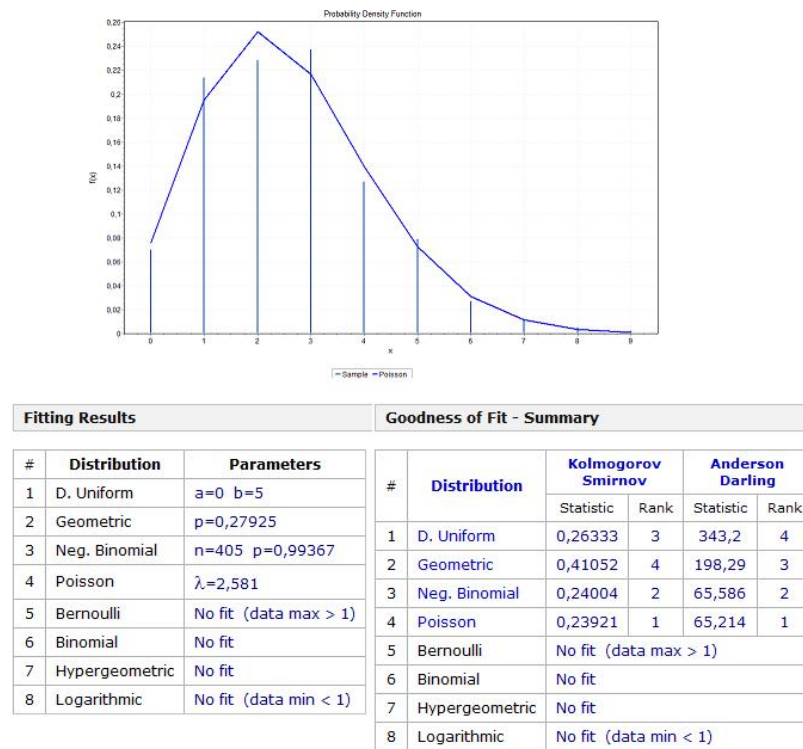 Probability Density Function
0,26
0,24
0,22
0,2
0,18
0,16
0,14
0,12
0,1
0,08
0,06
0,04
0,02
0
f(x)
0 1 2 3 4 5 6 7 8 9
x
Sample Poisson
Fitting Results
# Distribution Parameters
1 D. Uniform a=0 b=5
2 Geometric p=0,27925
3 Neg. Binomial n=405 p=0,99367
4 Poisson λ=2,581
5 Bernoulli No fit (data max > 1)
6 Binomial No fit
7 Hypergeometric No fit
8 Logarithmic No fit (data min < 1)
Goodness of Fit - Summary
# Distribution Kolmogorov Smirnov Anderson Darling
Statistic Rank Statistic Rank
1 D. Uniform 0,26333 3 343,2 4
2 Geometric 0,41052 4 198,29 3
3 Neg. Binomial 0,24004 2 65,586 2
4 Poisson 0,23921 1 65,214 1
5 Bernoulli No fit (data max > 1)
6 Binomial No fit
7 Hypergeometric No fit
8 Logarithmic No fit (data min < 1)